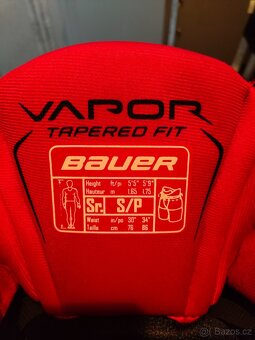 VAPOR
TAPERED FIT
BAUER
Height ft/p 5'5" 5'9"
Hauteur m 1.65 1.75
Sr. S/P
Waist in/po 30" 34"
Taille cm 76 86
Bazos.cz